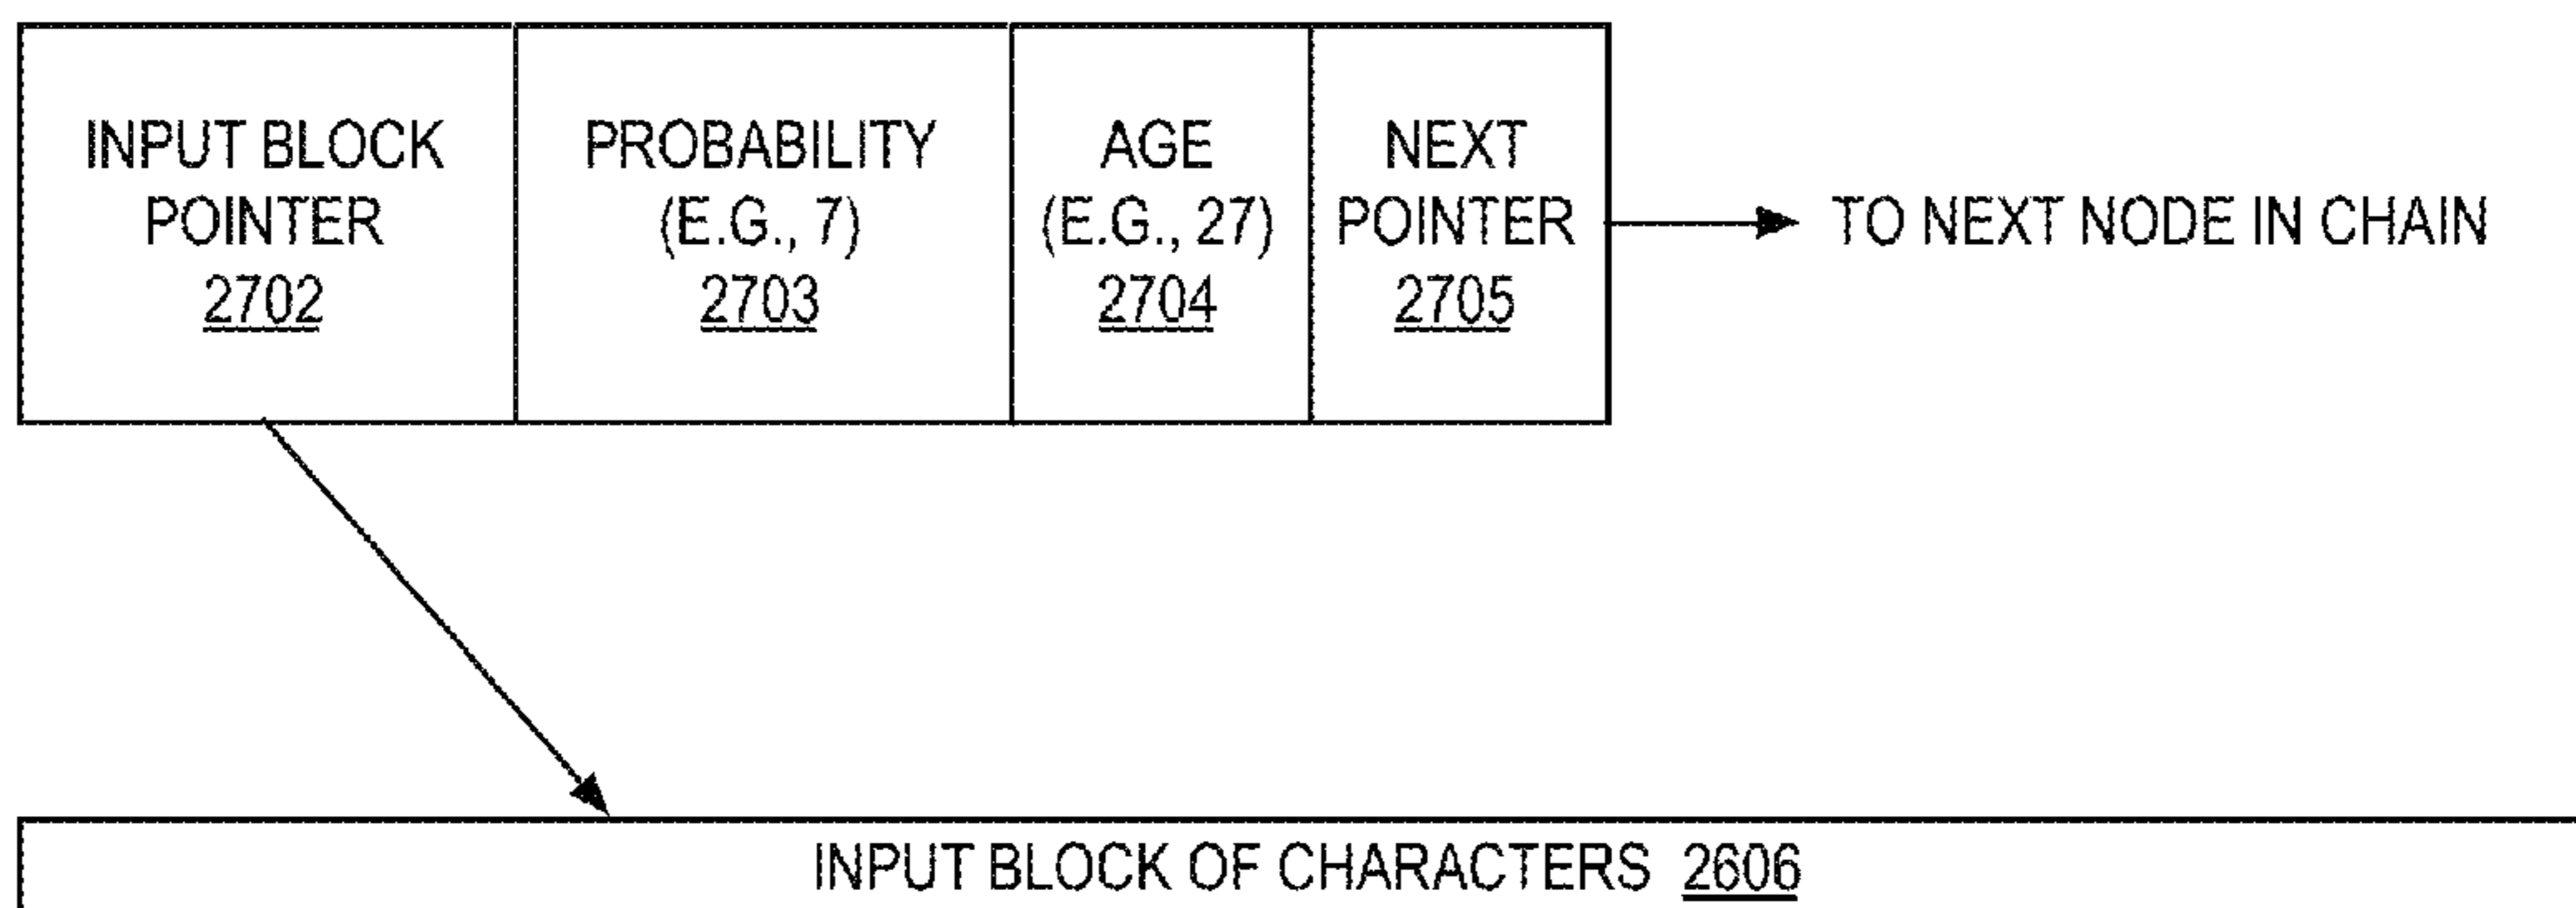 INPUT BLOCK
POINTER
2702
PROBABILITY
(E.G., 7)
2703
AGE
(E.G., 27)
2704
NEXT
POINTER
2705
TO NEXT NODE IN CHAIN
INPUT BLOCK OF CHARACTERS 2606